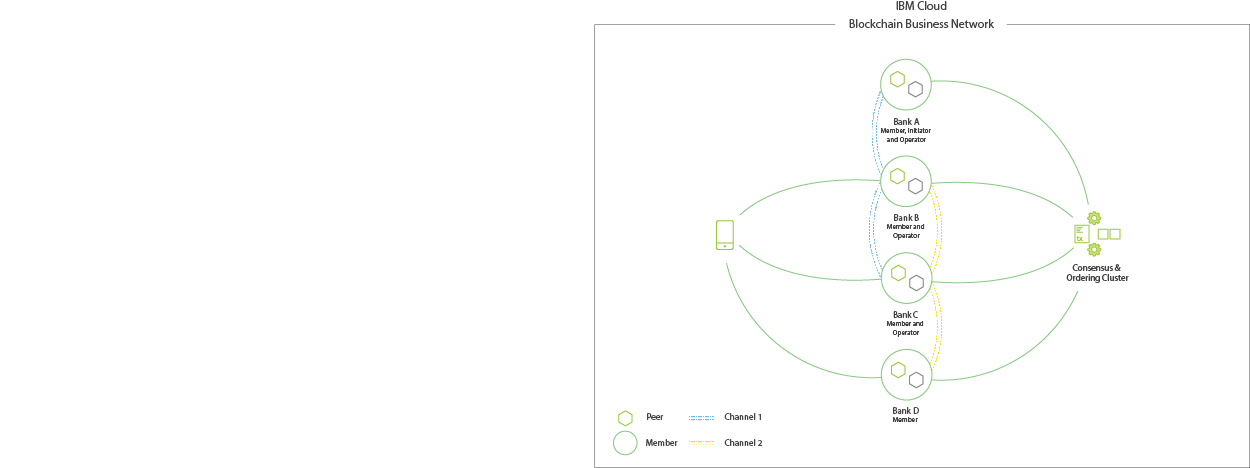 IBM Cloud
Blockchain Business Network
Bank A
Member, Initiator
and Operator
Bank B
Member and
Operator
tx
Consensus &
Ordering Cluster
Bank C
Member and
Operator
Bank D
Member
Peer
Channel 1
Member
Channel 2